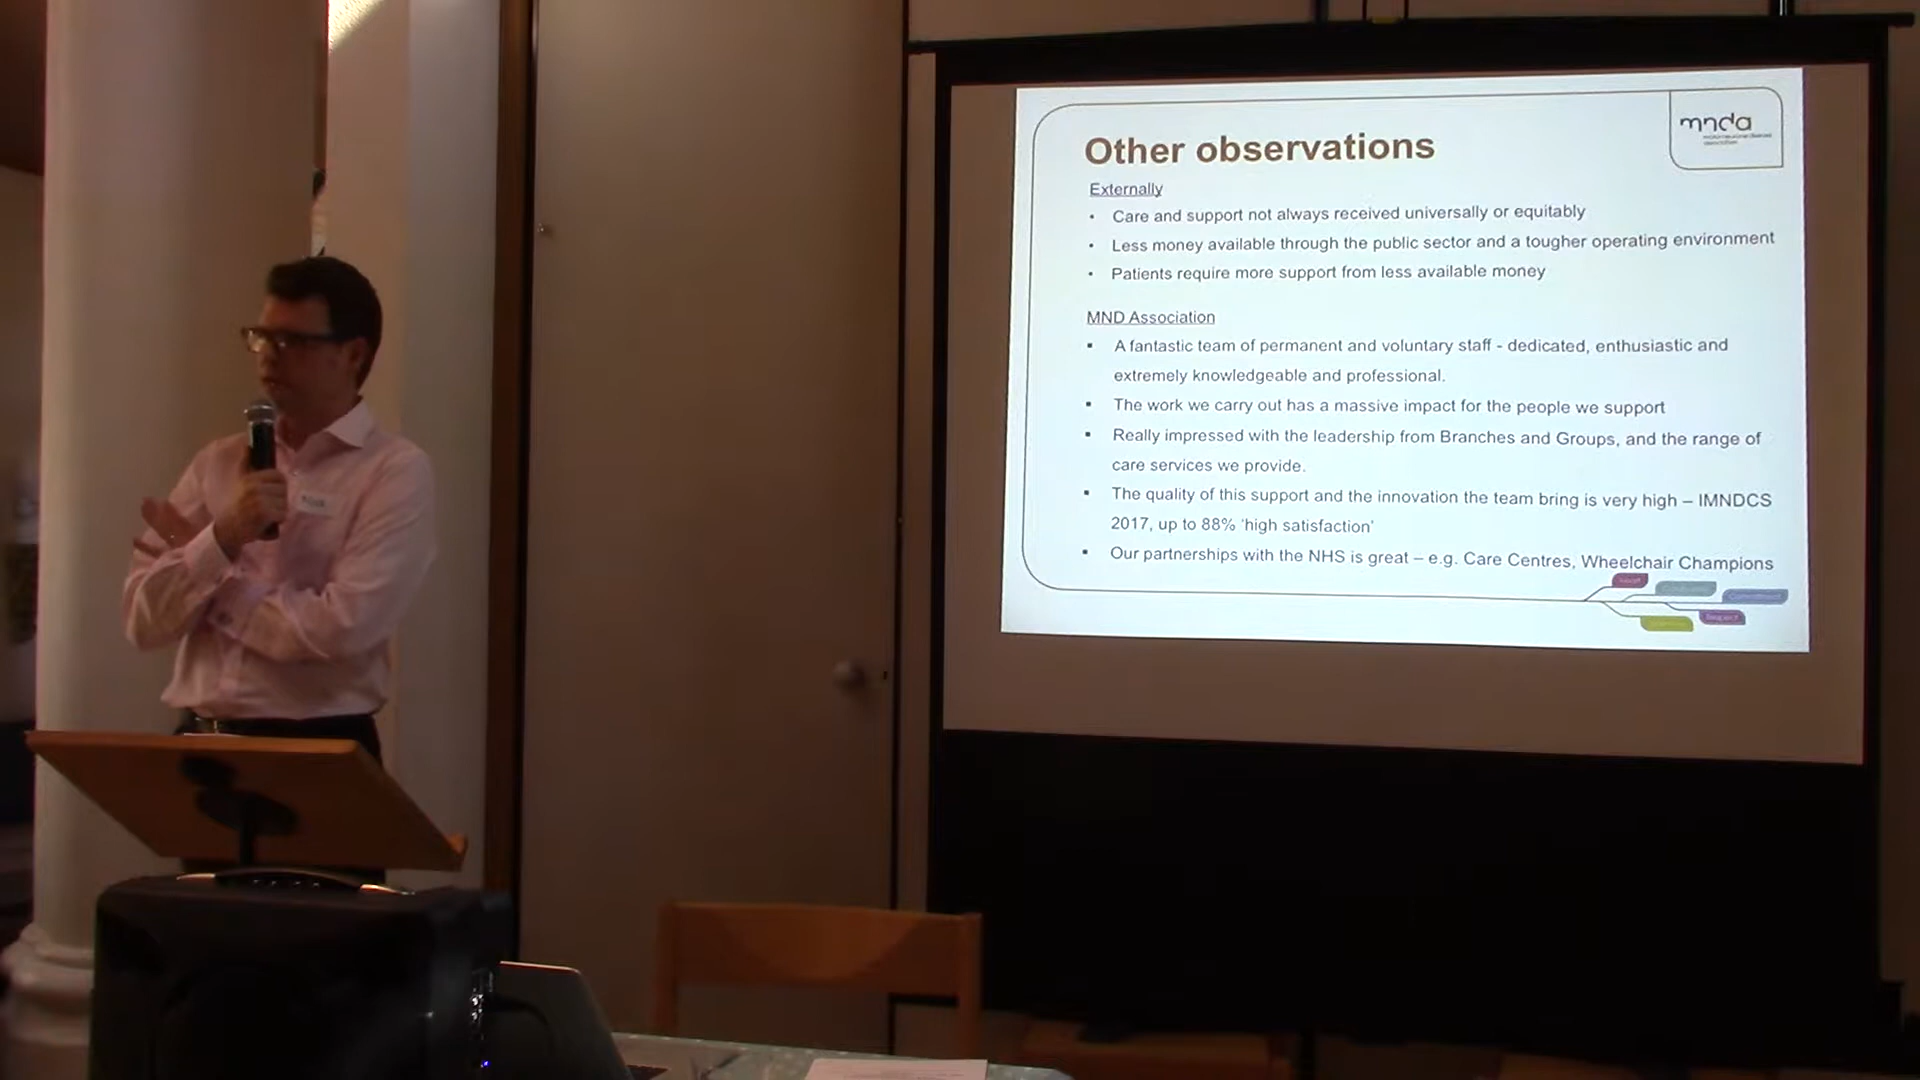 Other observations
mnda
Externally
• Care and support not always received universally or equitably
• Less money available through the public sector and a tougher operating environment
• Patients require more support from less available money
MND Association
▪ A fantastic team of permanent and voluntary staff - dedicated, enthusiastic and
extremely knowledgeable and professional.
▪ The work we carry out has a massive impact for the people we support
▪ Really impressed with the leadership from Branches and Groups, and the range of
care services we provide.
▪ The quality of this support and the innovation the team bring is very high – IMNDCS
2017, up to 88% ‘high satisfaction’
▪ Our partnerships with the NHS is great – e.g. Care Centres, Wheelchair Champions